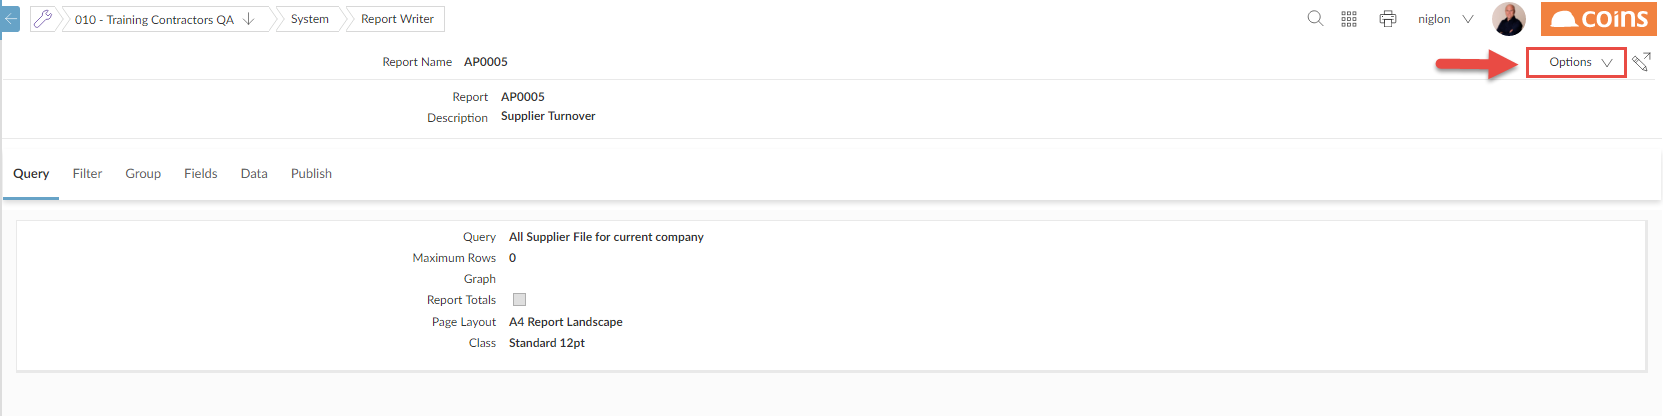 010 - Training Contractors QA System Report Writer niglon coins
Report Name AP0005 Options
Report AP0005
Description Supplier Turnover
Query Filter Group Fields Data Publish
Query All Supplier File for current company
Maximum Rows 0
Graph
Report Totals
Page Layout A4 Report Landscape
Class Standard 12pt